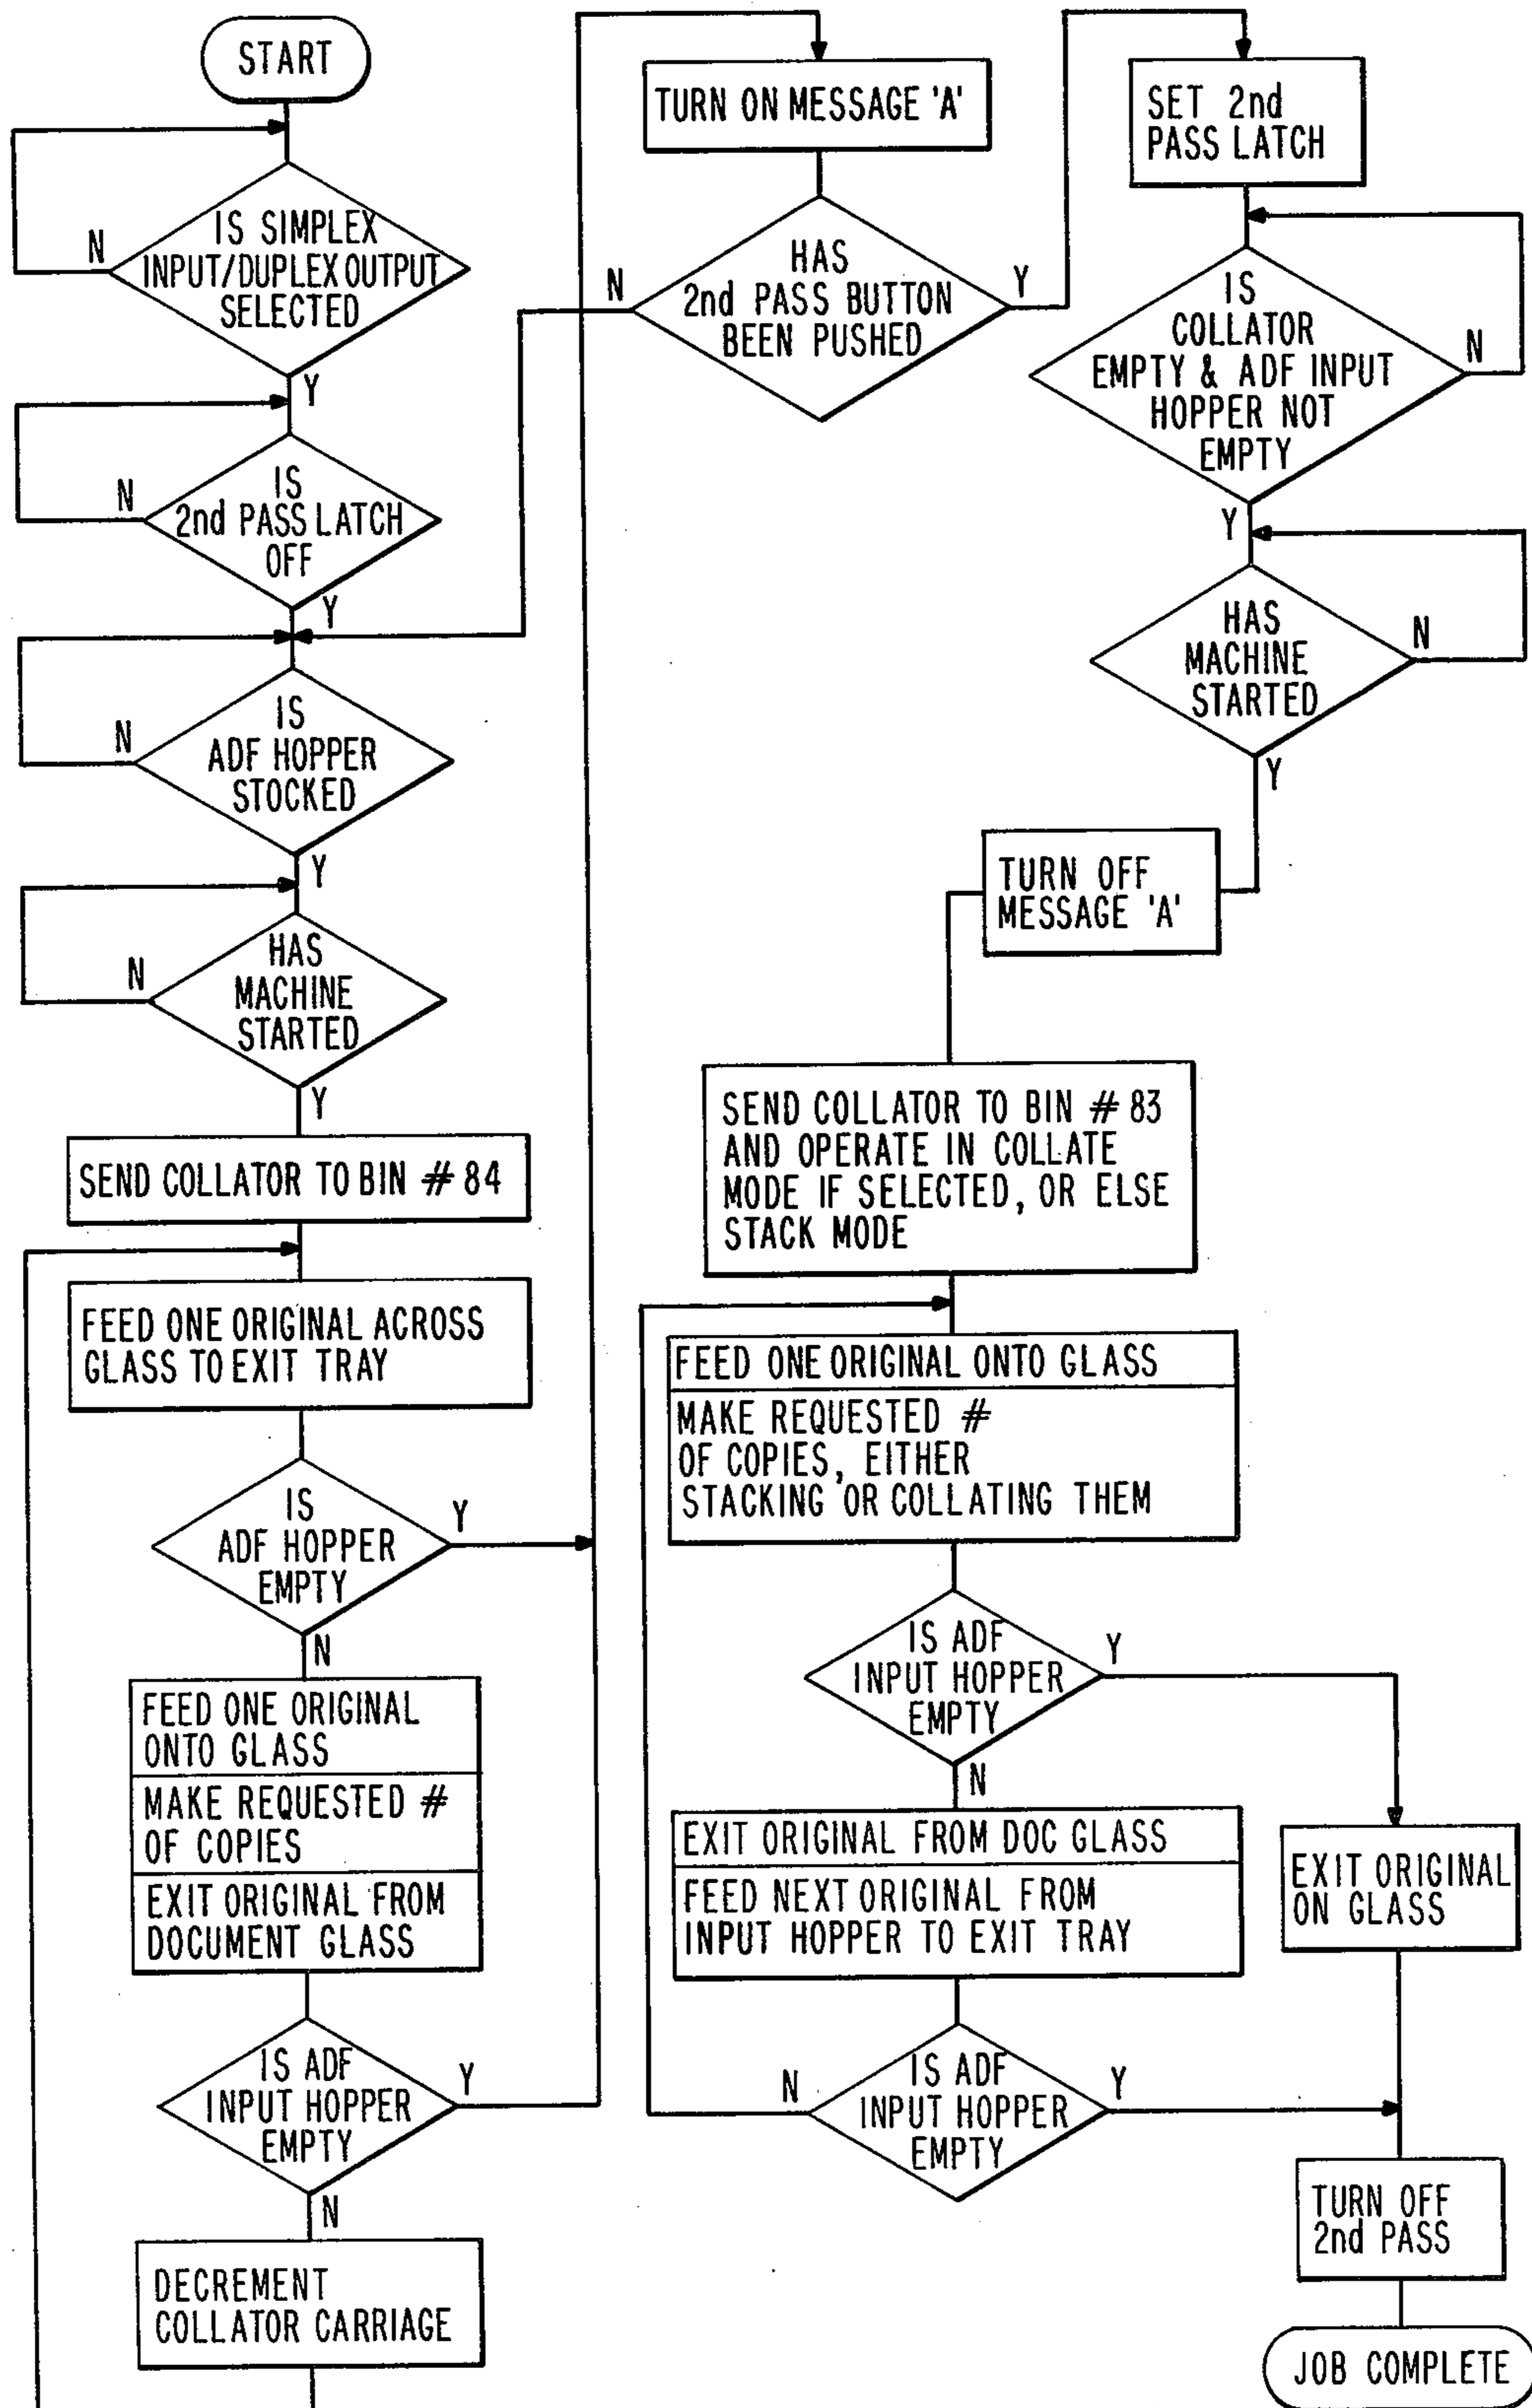 START
IS SIMPLEX
INPUT/DUPLEX OUTPUT
SELECTED
N
Y
IS
2nd PASS LATCH
OFF
N
Y
IS
ADF HOPPER
STOCKED
N
Y
HAS
MACHINE
STARTED
N
Y
SEND COLLATOR TO BIN # 84
FEED ONE ORIGINAL ACROSS
GLASS TO EXIT TRAY
IS
ADF HOPPER
EMPTY
Y
N
FEED ONE ORIGINAL
ONTO GLASS
MAKE REQUESTED #
OF COPIES
EXIT ORIGINAL FROM
DOCUMENT GLASS
IS ADF
INPUT HOPPER
EMPTY
Y
N
DECREMENT
COLLATOR CARRIAGE
TURN ON MESSAGE 'A'
HAS
2nd PASS BUTTON
BEEN PUSHED
N
Y
SET 2nd
PASS LATCH
IS
COLLATOR
EMPTY & ADF INPUT
HOPPER NOT
EMPTY
N
Y
HAS
MACHINE
STARTED
N
Y
TURN OFF
MESSAGE 'A'
SEND COLLATOR TO BIN # 83
AND OPERATE IN COLLATE
MODE IF SELECTED, OR ELSE
STACK MODE
FEED ONE ORIGINAL ONTO GLASS
MAKE REQUESTED #
OF COPIES, EITHER
STACKING OR COLLATING THEM
IS ADF
INPUT HOPPER
EMPTY
Y
N
EXIT ORIGINAL FROM DOC GLASS
FEED NEXT ORIGINAL FROM
INPUT HOPPER TO EXIT TRAY
EXIT ORIGINAL
ON GLASS
IS ADF
INPUT HOPPER
EMPTY
N
Y
TURN OFF
2nd PASS
JOB COMPLETE